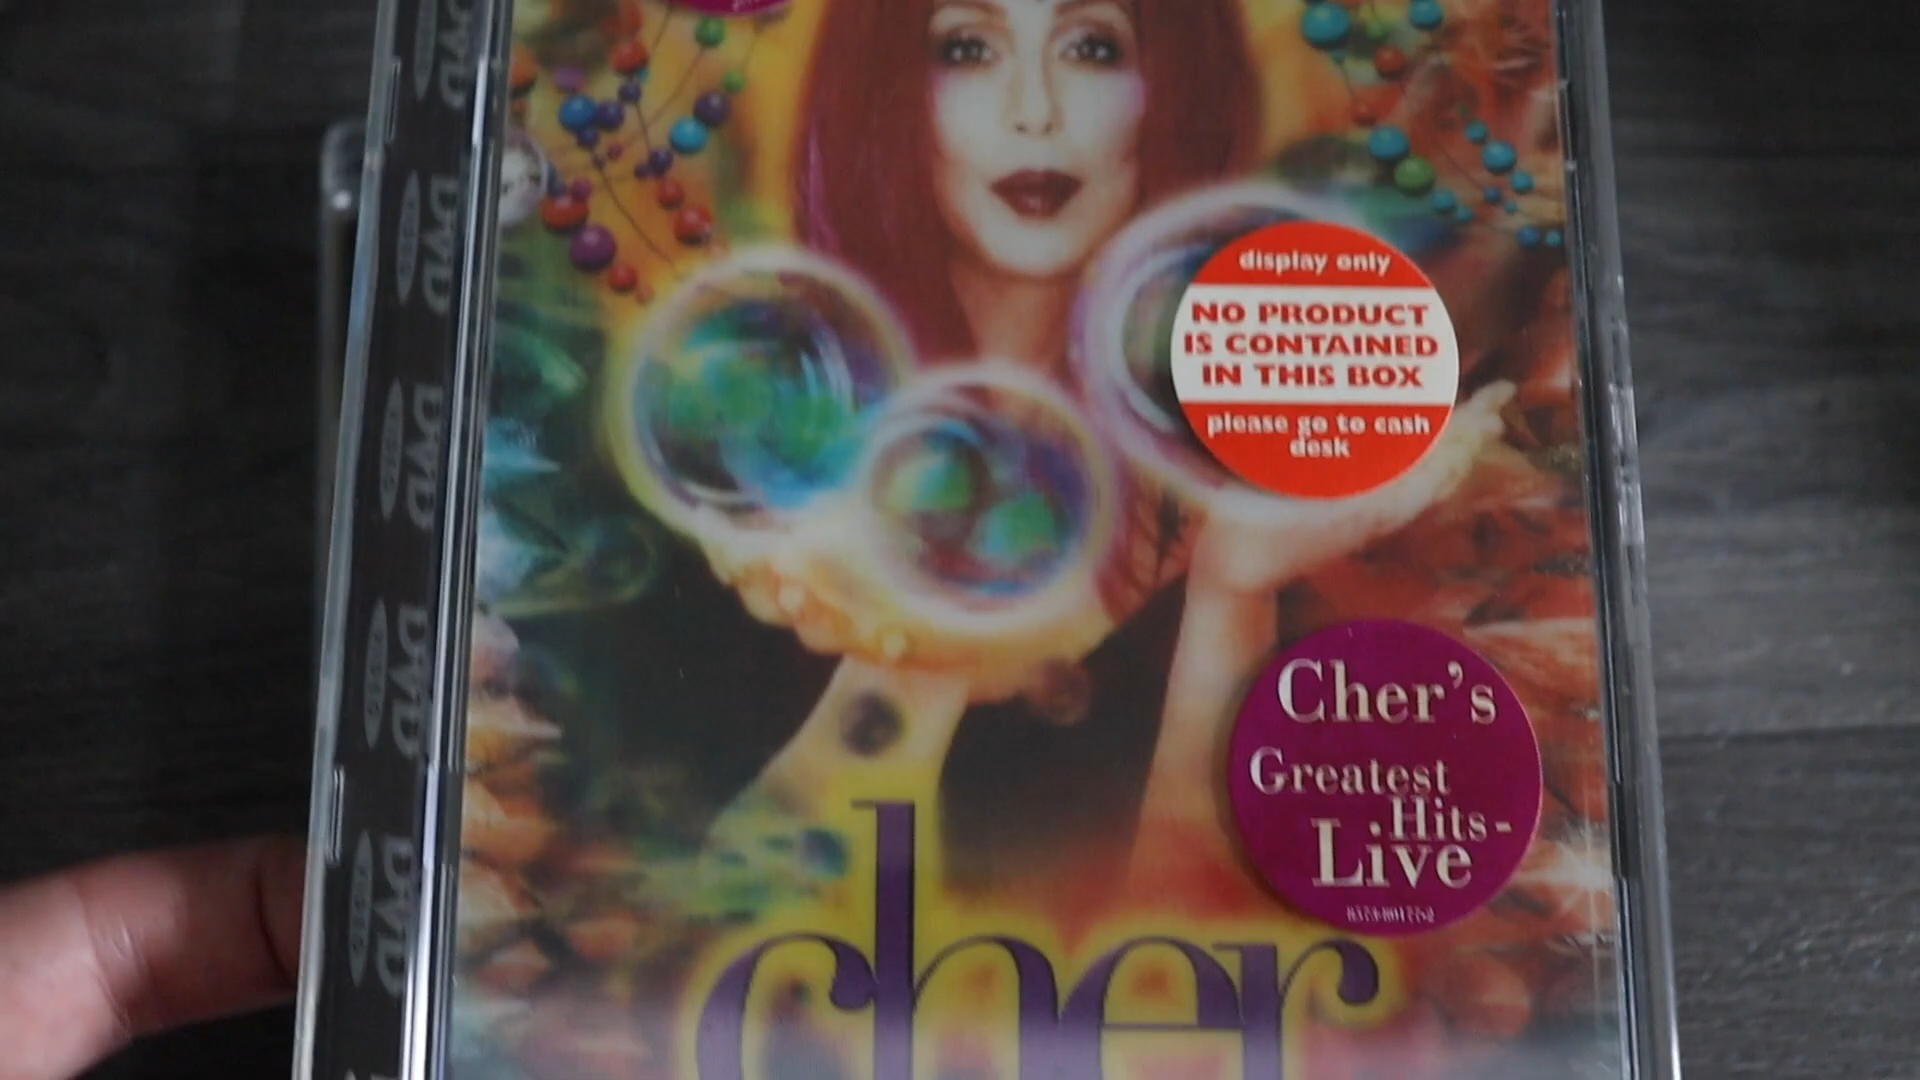 display only
NO PRODUCT
IS CONTAINED
IN THIS BOX
please go to cash
desk
Cher's
Greatest
Hits-
Live
cher
DVD
DVD
DVD
DVD
DVD